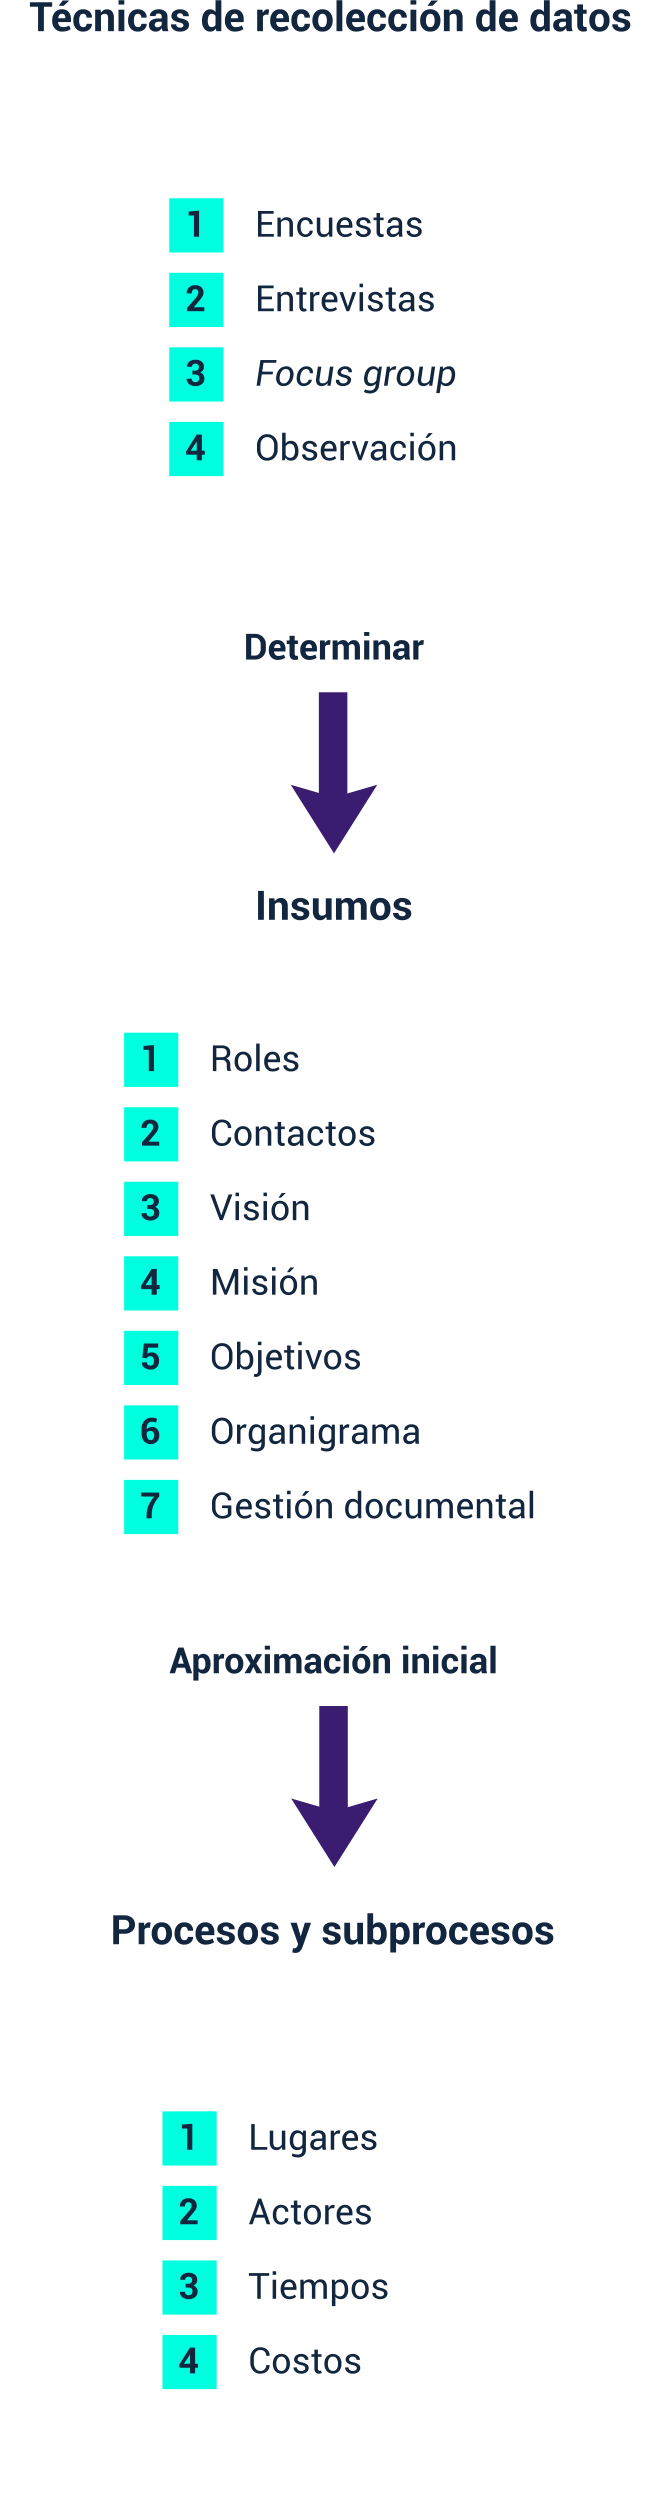 Técnicas de recolección de datos
1 Encuestas
2 Entrevistas
3 Focus group
4 Observación
Determinar
Insumos
1 Roles
2 Contactos
3 Visión
4 Misión
5 Objetivos
6 Organigrama
7 Gestión documental
Aproximación inicial
Procesos y subprocesos
1 Lugares
2 Actores
3 Tiempos
4 Costos